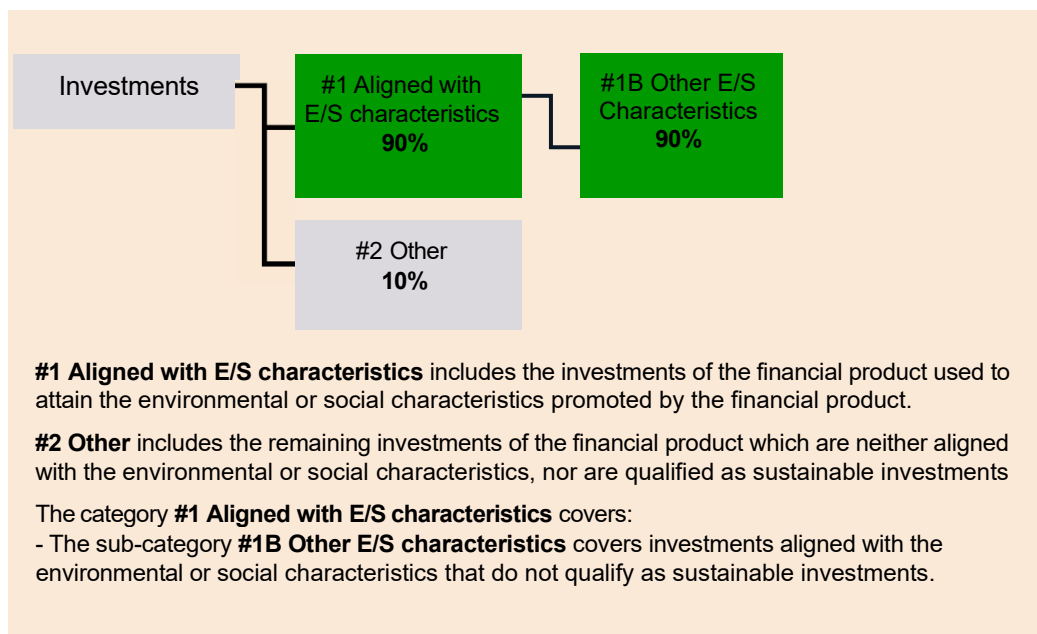 Investments
#1 Aligned with
E/S characteristics
90%
#1B Other E/S
Characteristics
90%
#2 Other
10%
#1 Aligned with E/S characteristics includes the investments of the financial product used to
attain the environmental or social characteristics promoted by the financial product.
#2 Other includes the remaining investments of the financial product which are neither aligned
with the environmental or social characteristics, nor are qualified as sustainable investments
The category #1 Aligned with E/S characteristics covers:
- The sub-category #1B Other E/S characteristics covers investments aligned with the
environmental or social characteristics that do not qualify as sustainable investments.